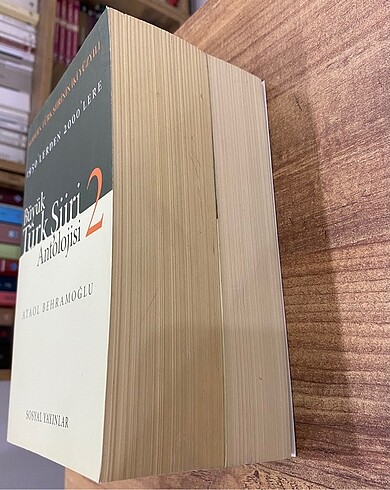 1950'LERDEN 2000'LERE
Büyük
Türk Şiiri
Antolojisi 2
ATAOL BEHRAMOĞLU
SOSYAL YAYINLAR